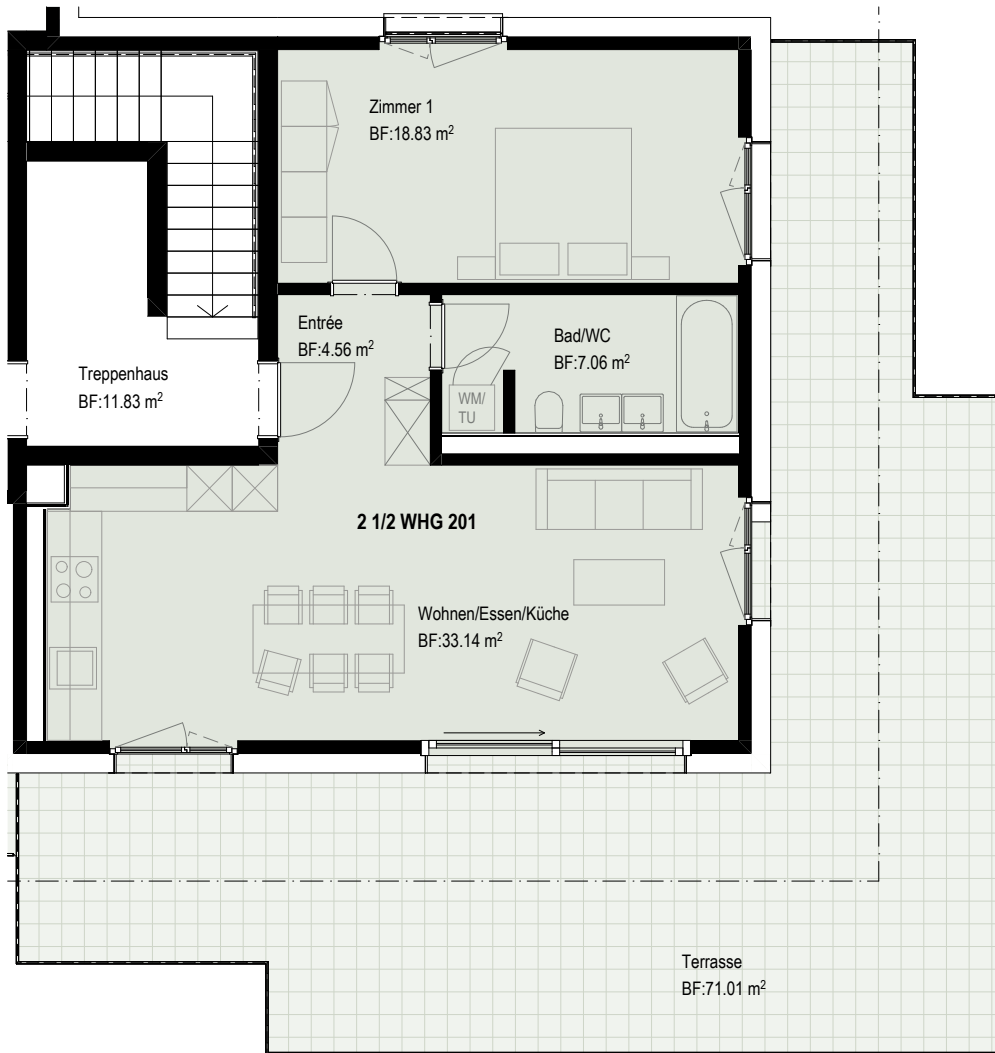 Zimmer 1
BF:18.83 m²
Entrée
BF:4.56 m²
Bad/WC
BF:7.06 m²
Treppenhaus
BF:11.83 m²
WM/
TU
2 1/2 WHG 201
Wohnen/Essen/Küche
BF:33.14 m²
Terrasse
BF:71.01 m²